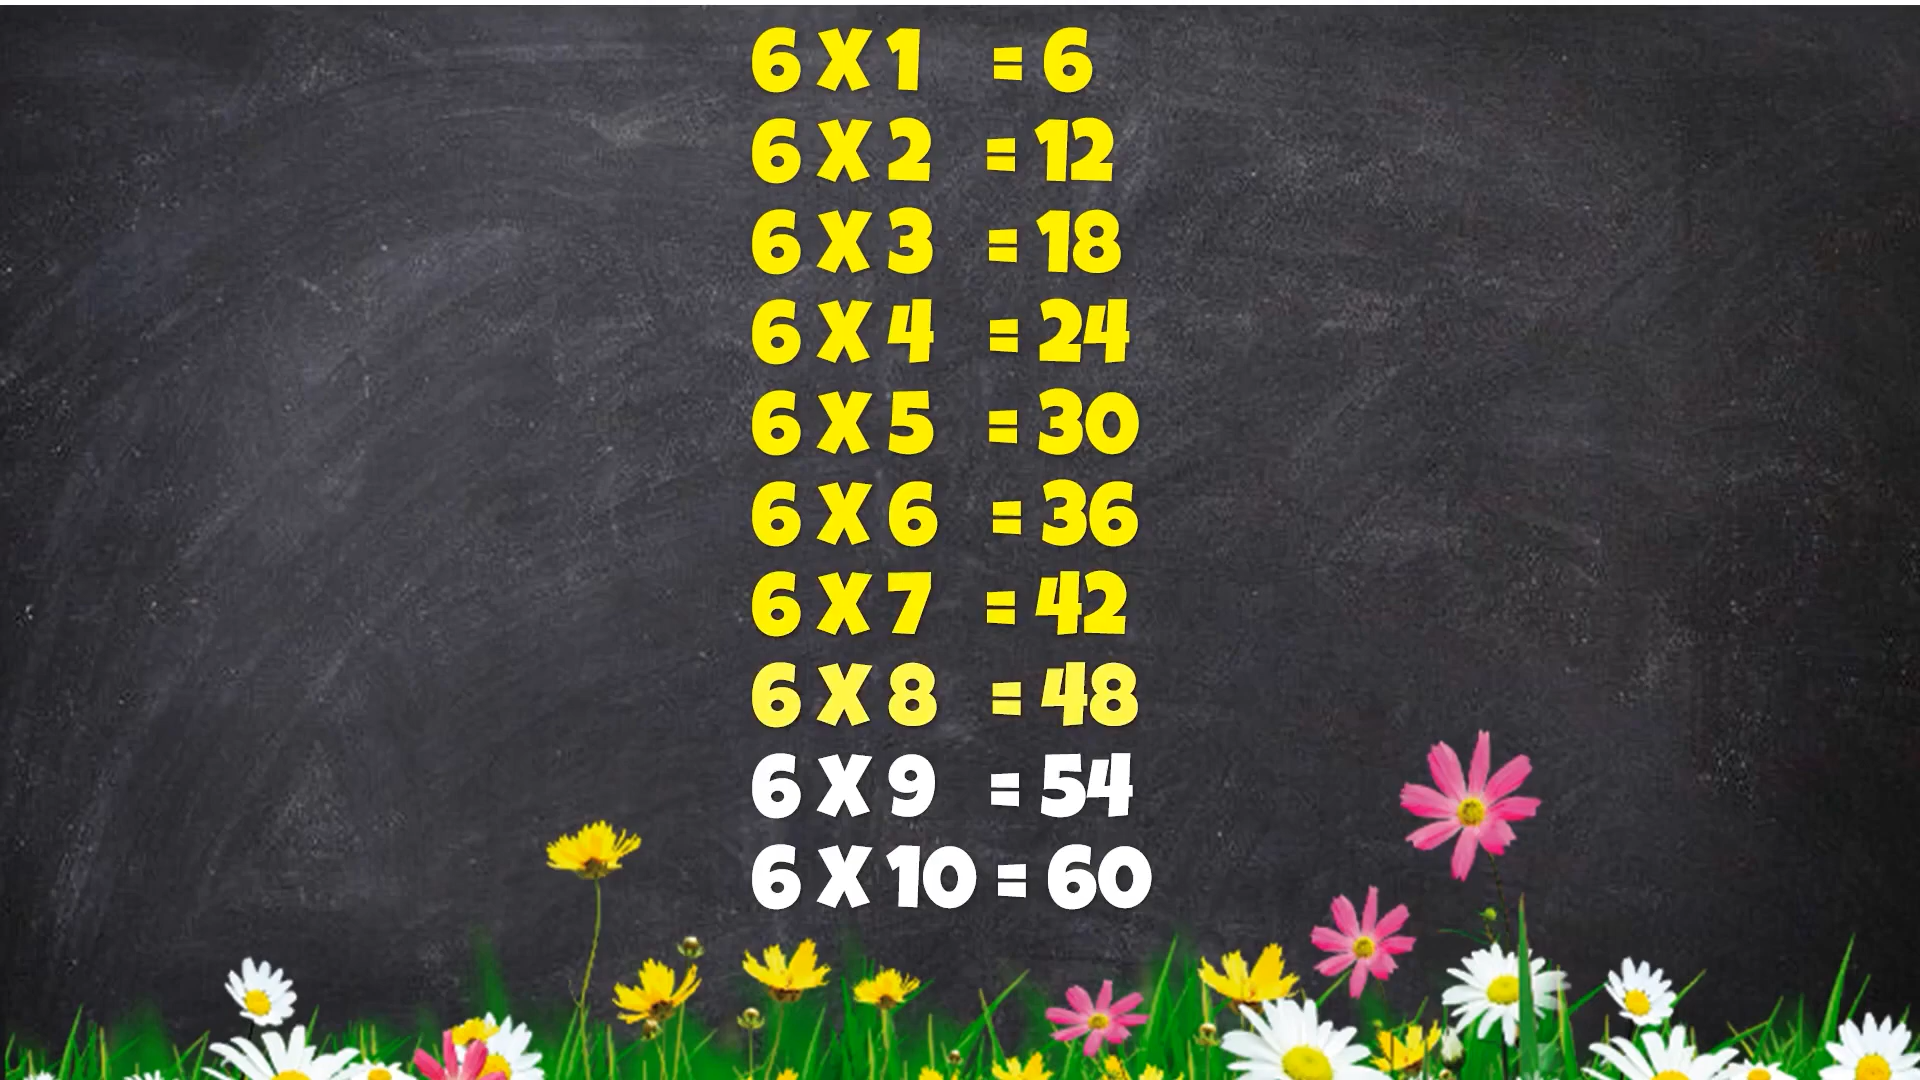 6 X 1 = 6
6 X 2 = 12
6 X 3 = 18
6 X 4 = 24
6 X 5 = 30
6 X 6 = 36
6 X 7 = 42
6 X 8 = 48
6 X 9 = 54
6 X 10 = 60